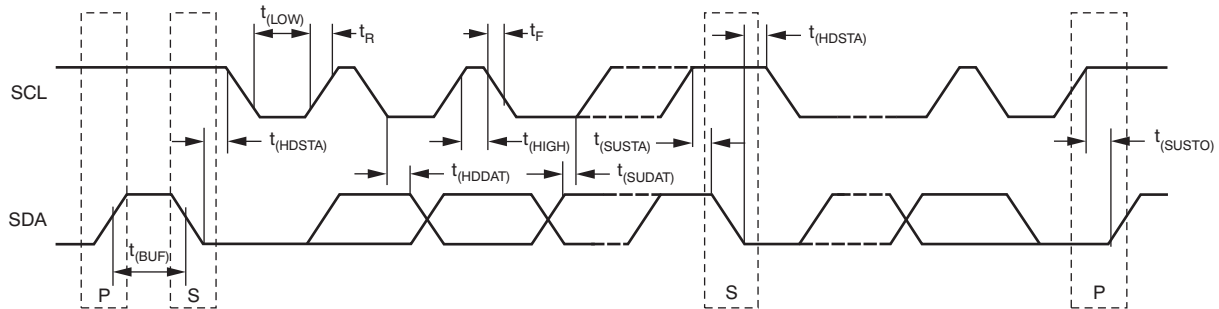 t(LOW)
tR
tF
t(HDSTA)
SCL
t(HDSTA)
t(HIGH)
t(SUSTA)
t(SUSTO)
t(HDDAT)
t(SUDAT)
SDA
t(BUF)
P
S
S
P